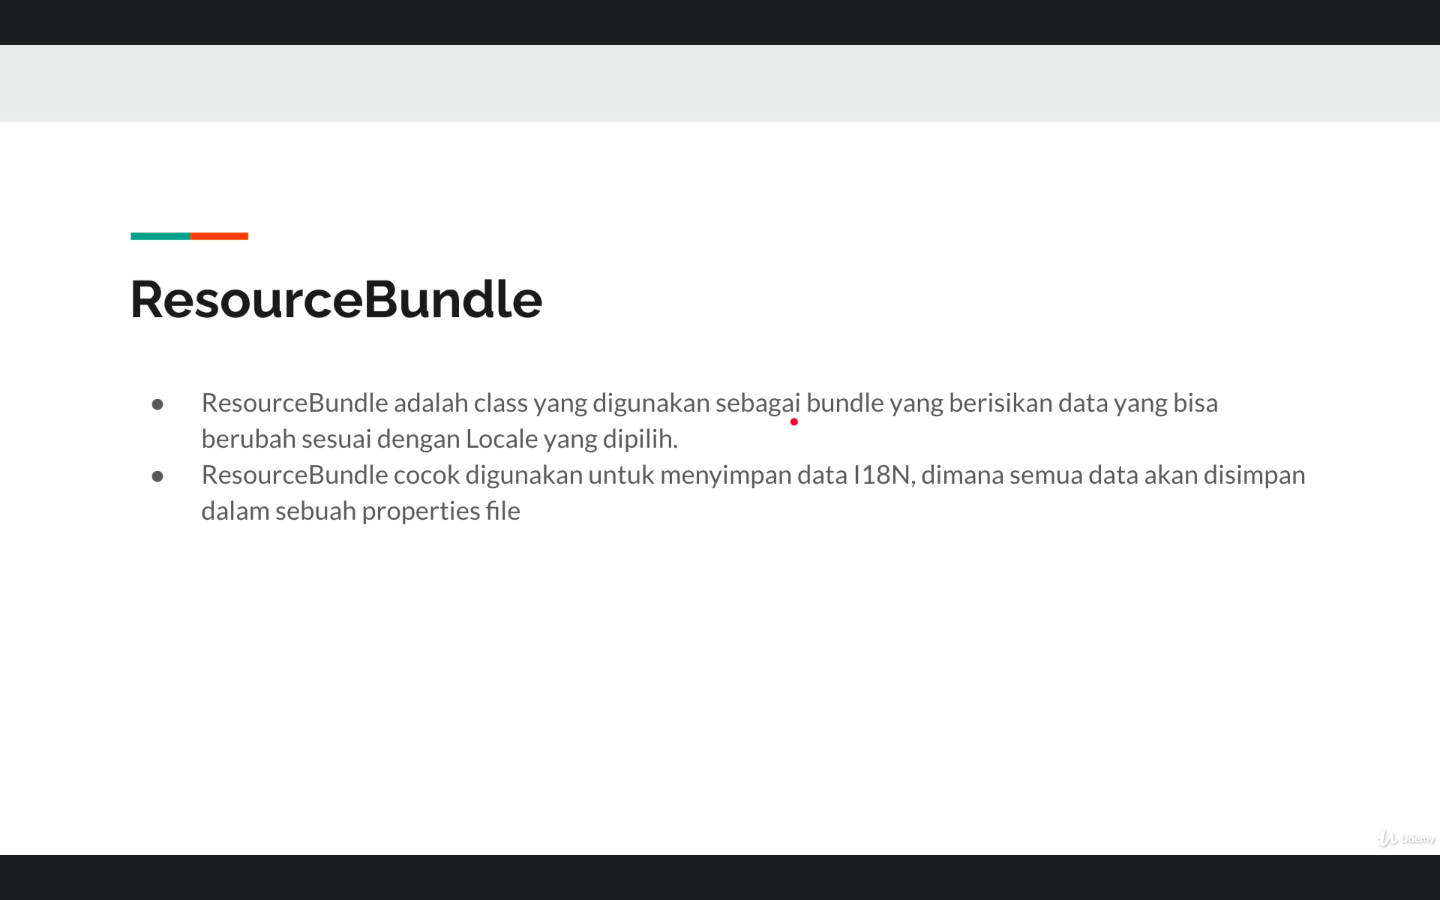 ResourceBundle
● ResourceBundle adalah class yang digunakan sebagai bundle yang berisikan data yang bisa
berubah sesuai dengan Locale yang dipilih.
● ResourceBundle cocok digunakan untuk menyimpan data I18N, dimana semua data akan disimpan
dalam sebuah properties file
Udemy